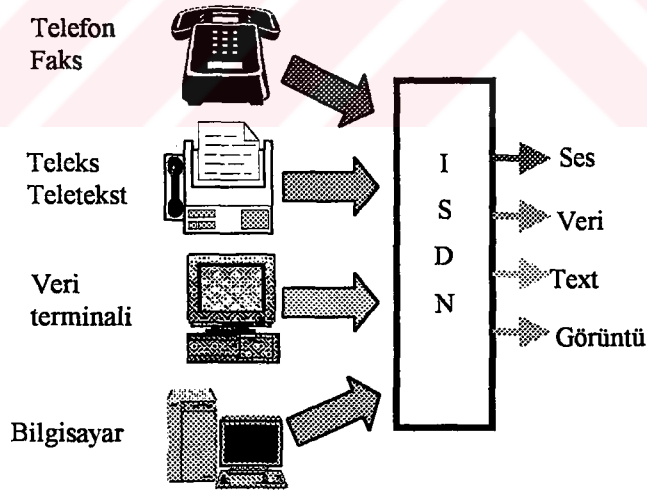 Telefon
Faks
Teleks
Teletekst
Veri
terminali
Bilgisayar
I
S
D
N
Ses
Veri
Text
Görüntü